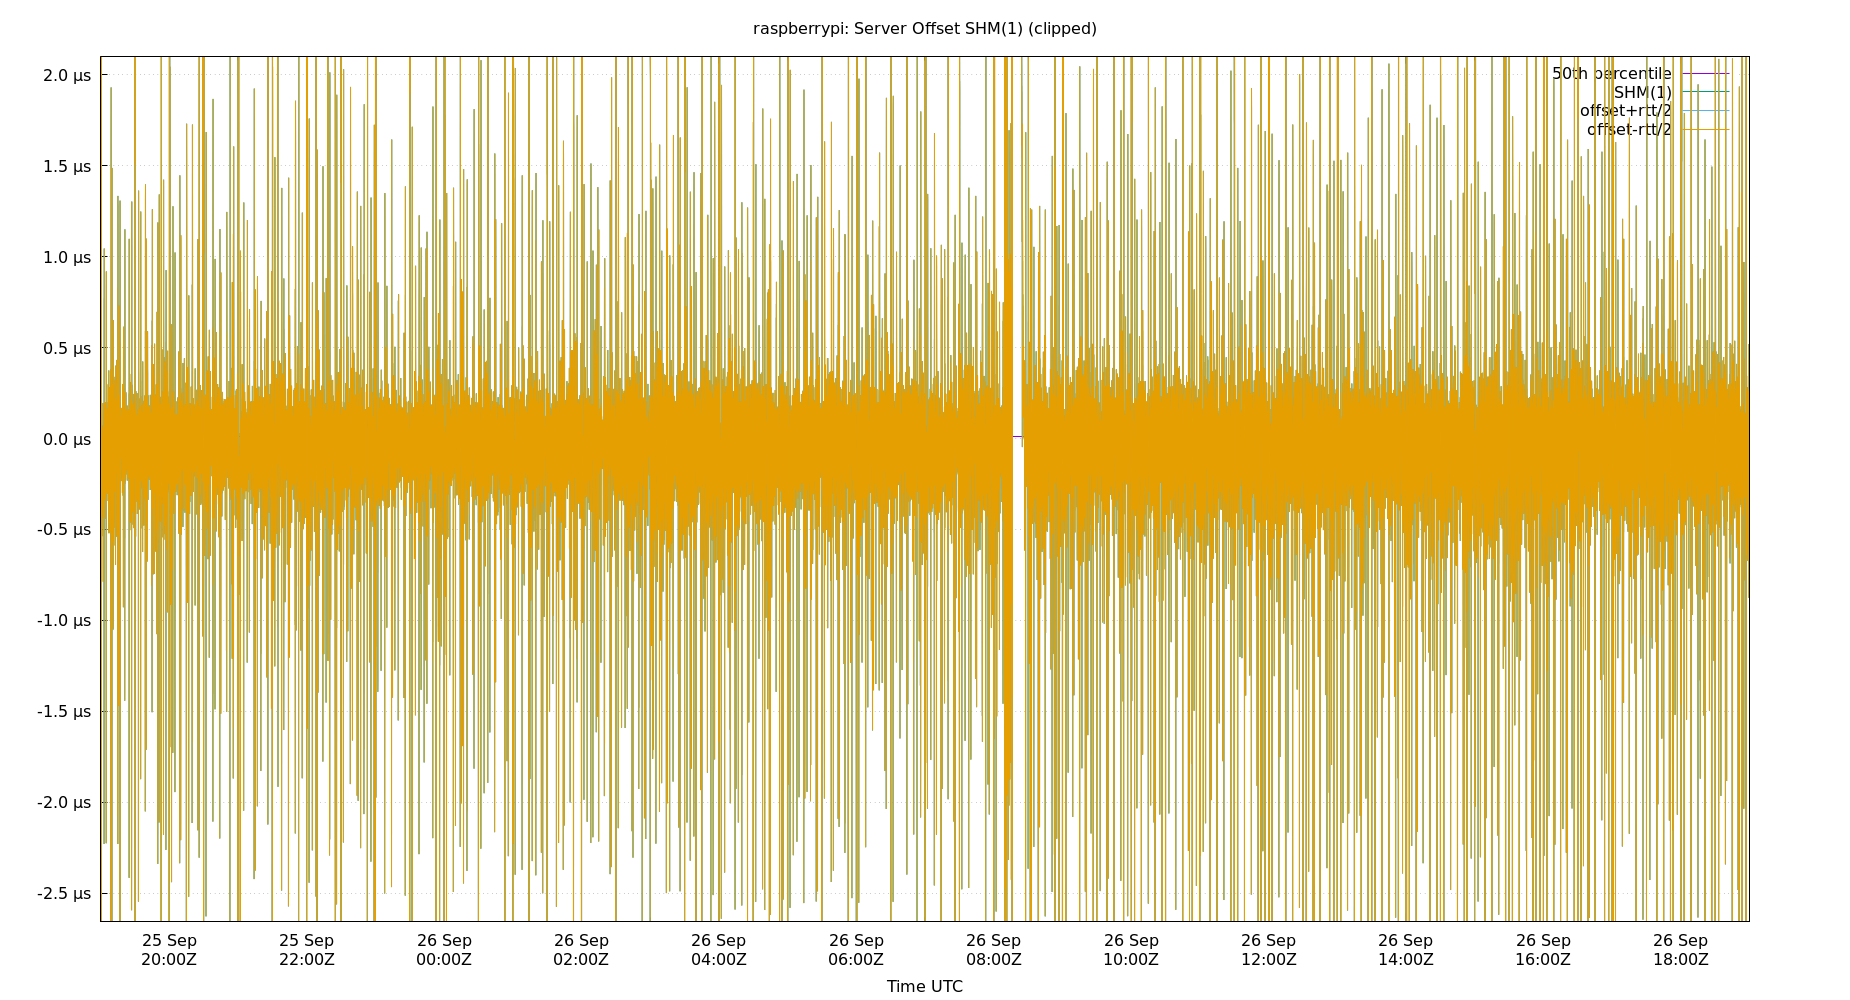 raspberrypi: Server Offset SHM(1) (clipped)
2.0 µs
1.5 µs
1.0 µs
0.5 µs
0.0 µs
-0.5 µs
-1.0 µs
-1.5 µs
-2.0 µs
-2.5 µs
50th percentile
SHM(1)
offset+rtt/2
offset-rtt/2
25 Sep 25 Sep 26 Sep 26 Sep 26 Sep 26 Sep 26 Sep 26 Sep 26 Sep 26 Sep 26 Sep 26 Sep
20:00Z 22:00Z 00:00Z 02:00Z 04:00Z 06:00Z 08:00Z 10:00Z 12:00Z 14:00Z 16:00Z 18:00Z
Time UTC